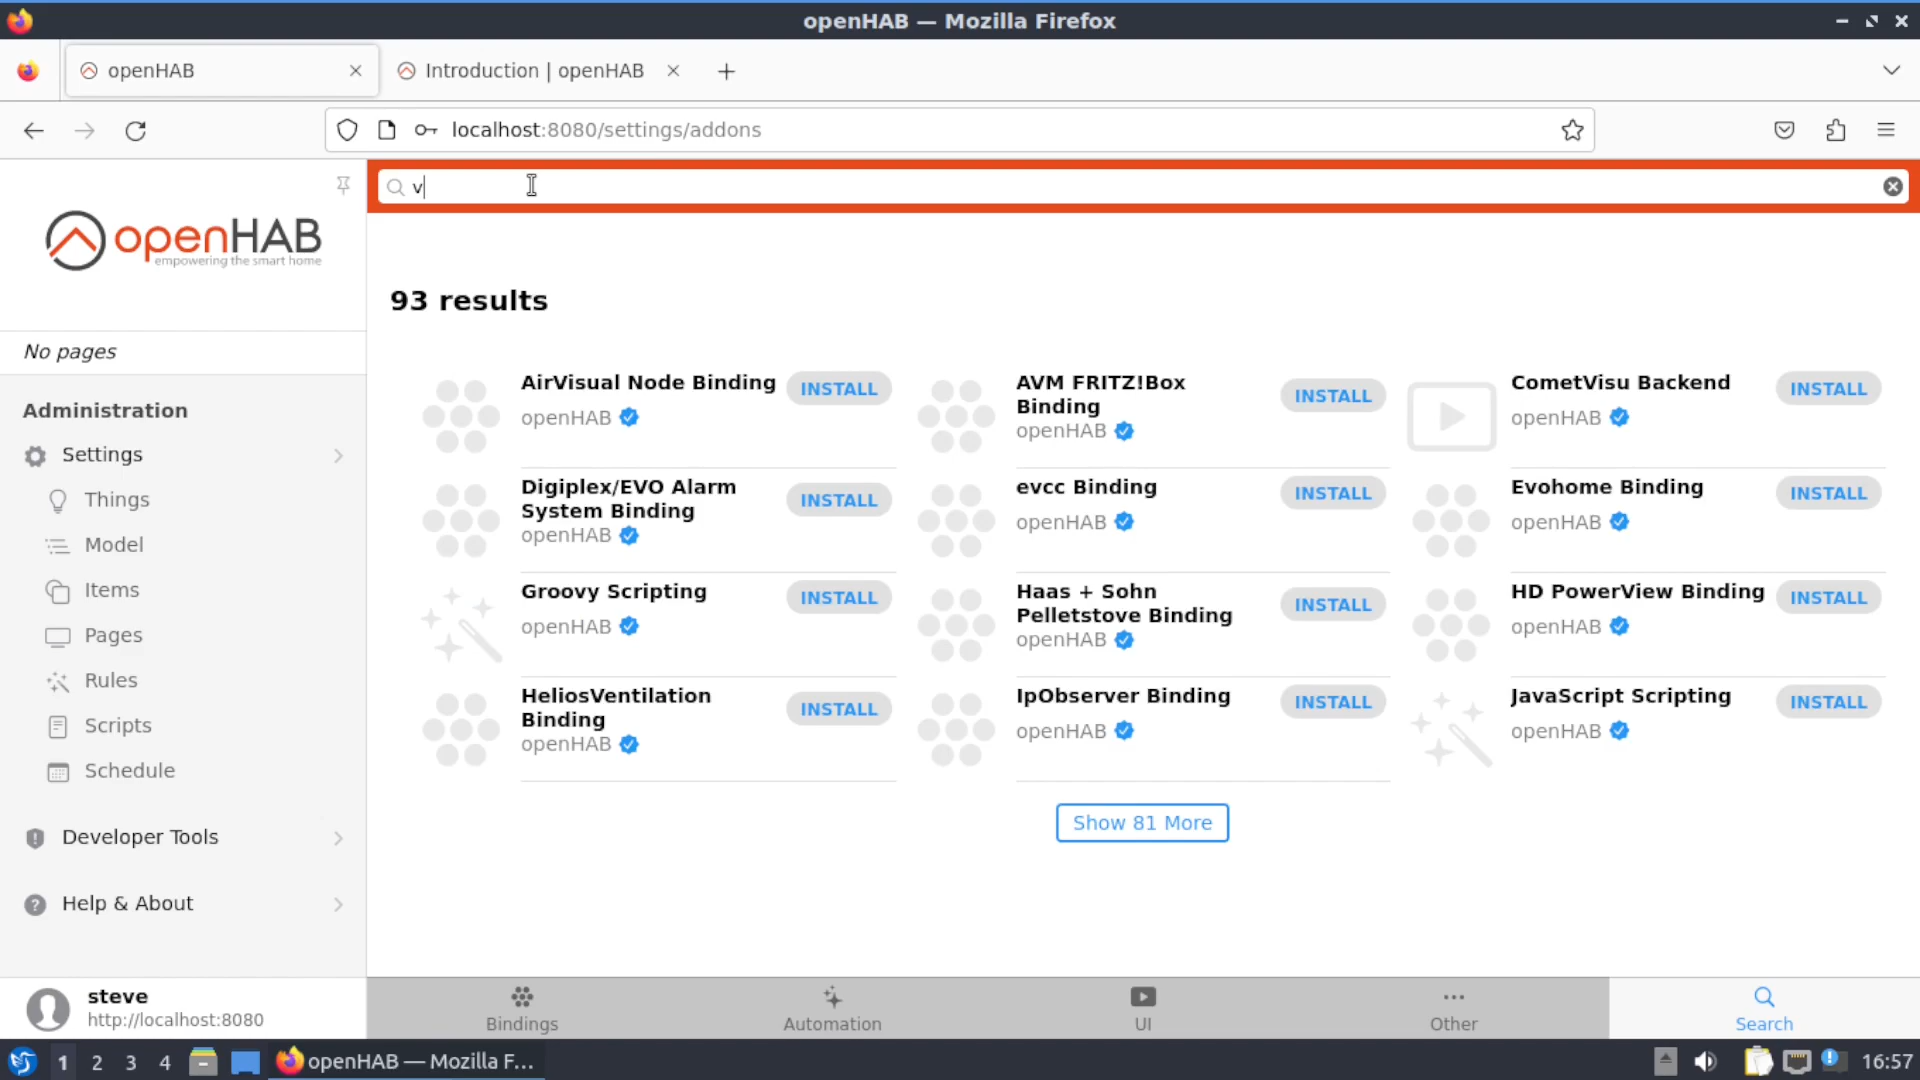 openHAB — Mozilla Firefox
openHAB
Introduction | openHAB
localhost:8080/settings/addons
v
openHAB
empowering the smart home
No pages
Administration
Settings
Things
Model
Items
Pages
Rules
Scripts
Schedule
Developer Tools
Help & About
steve
http://localhost:8080
93 results
AirVisual Node Binding
openHAB
INSTALL
AVM FRITZ!Box
Binding
openHAB
INSTALL
CometVisu Backend
openHAB
INSTALL
Digiplex/EVO Alarm
System Binding
openHAB
INSTALL
evcc Binding
openHAB
INSTALL
Evohome Binding
openHAB
INSTALL
Groovy Scripting
openHAB
INSTALL
Haas + Sohn
Pelletstove Binding
openHAB
INSTALL
HD PowerView Binding
openHAB
INSTALL
HeliosVentilation
Binding
openHAB
INSTALL
IpObserver Binding
openHAB
INSTALL
JavaScript Scripting
openHAB
INSTALL
Show 81 More
Bindings
Automation
UI
Other
Search
1 2 3 4
openHAB — Mozilla F...
16:57